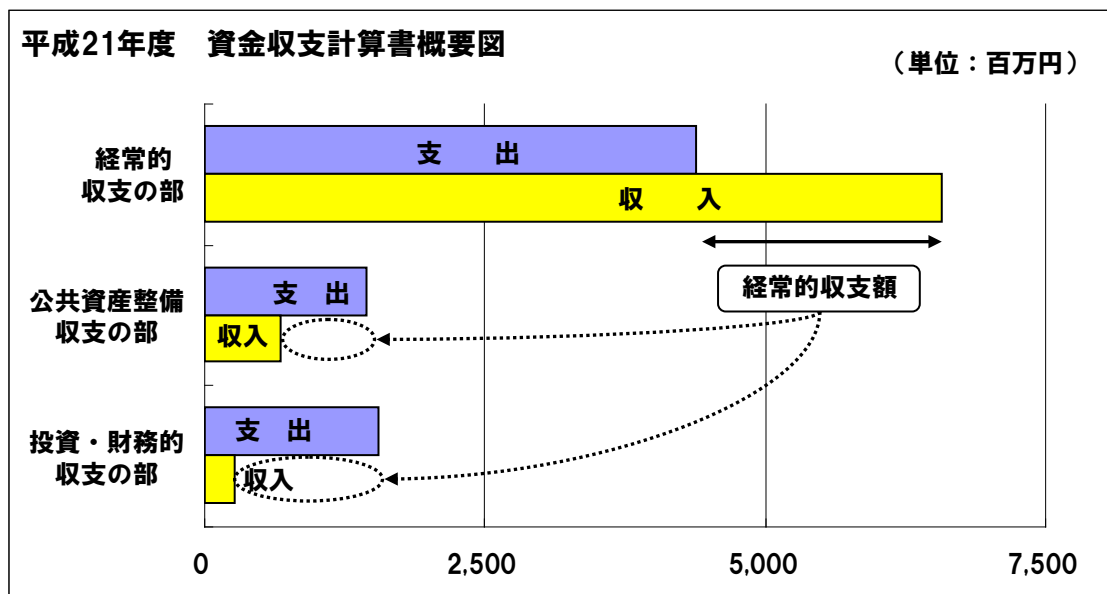 平成21年度　資金収支計算書概要図
（単位：百万円）
経常的
収支の部
支　　出
収　　入
経常的収支額
公共資産整備
収支の部
支　出
収入
投資・財務的
収支の部
支　出
収入
0
2,500
5,000
7,500